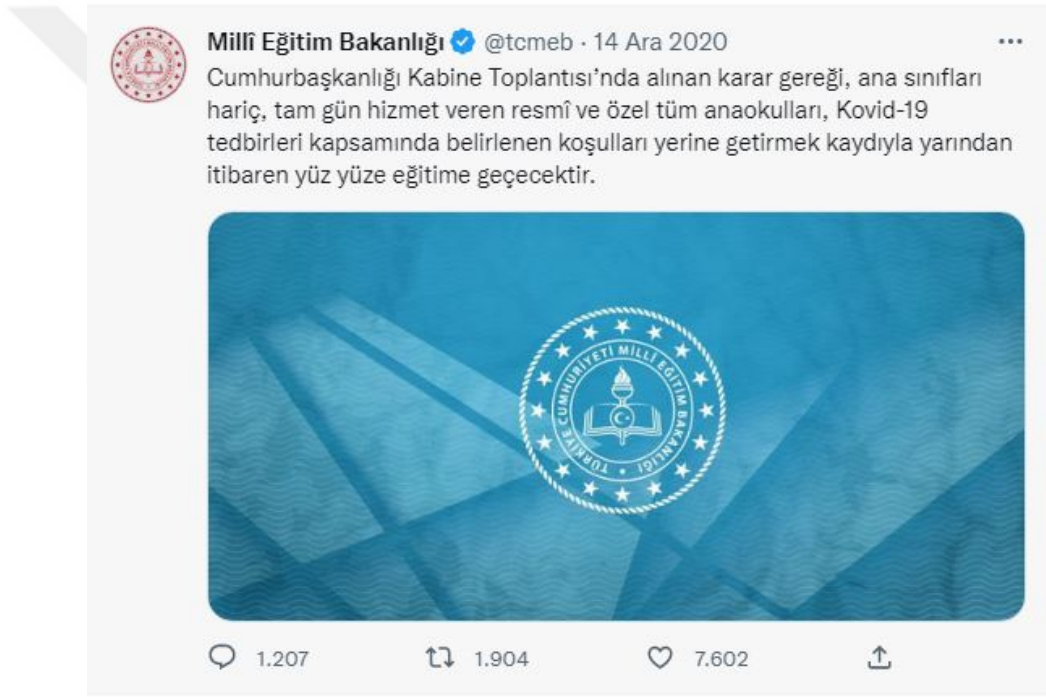 Millî Eğitim Bakanlığı @tcmeb · 14 Ara 2020
Cumhurbaşkanlığı Kabine Toplantısı’nda alınan karar gereği, ana sınıfları
hariç, tam gün hizmet veren resmî ve özel tüm anaokulları, Kovid-19
tedbirleri kapsamında belirlenen koşulları yerine getirmek kaydıyla yarından
itibaren yüz yüze eğitime geçecektir.
TÜRKİYE CUMHURİYETİ MİLLİ EĞİTİM BAKANLIĞI
1.207 1.904 7.602